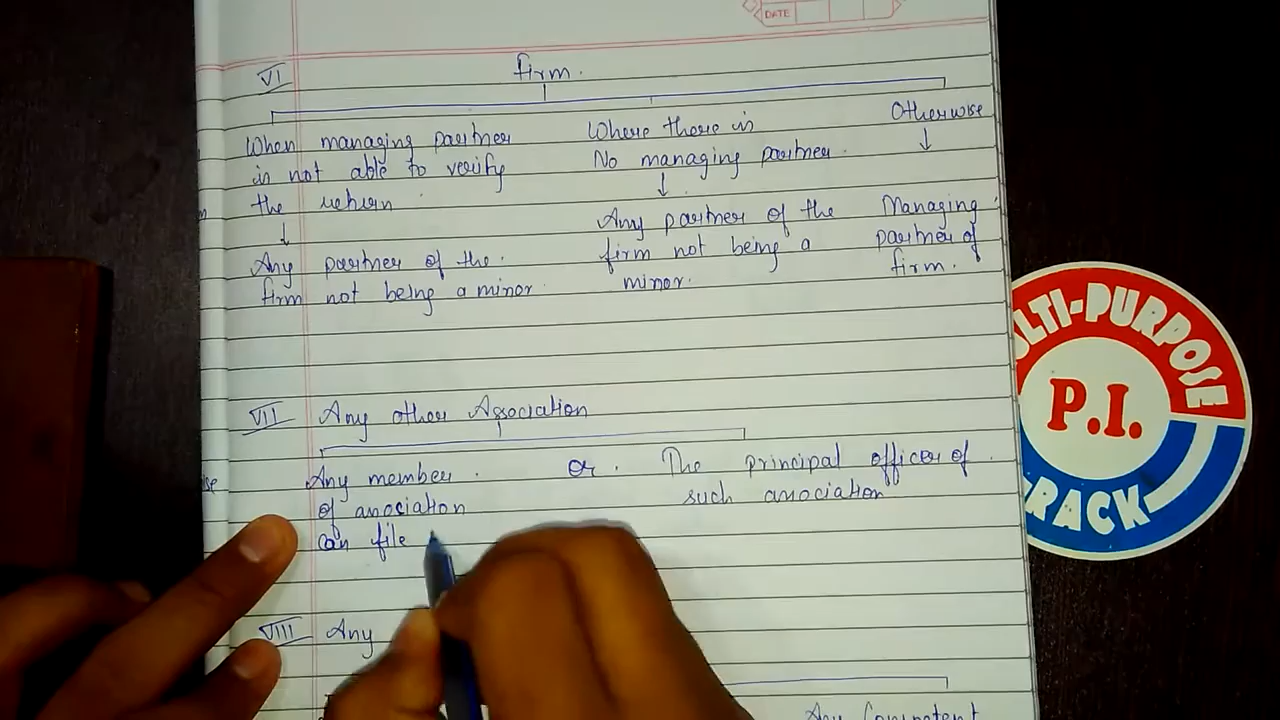 DATE
VI
firm.
When managing partner
is not able to verify
the return
Any partner of the
firm not being a minor.
Where there is
No managing partner.
Any partner of the
firm not being a
minor.
Otherwise
Managing
partner of
firm.
VII Any other Association
Any member
of association
can file
or
The principal officer of
such association
VIII Any
Any Competent
MULTI-PURPOSE
P.I.
RACK